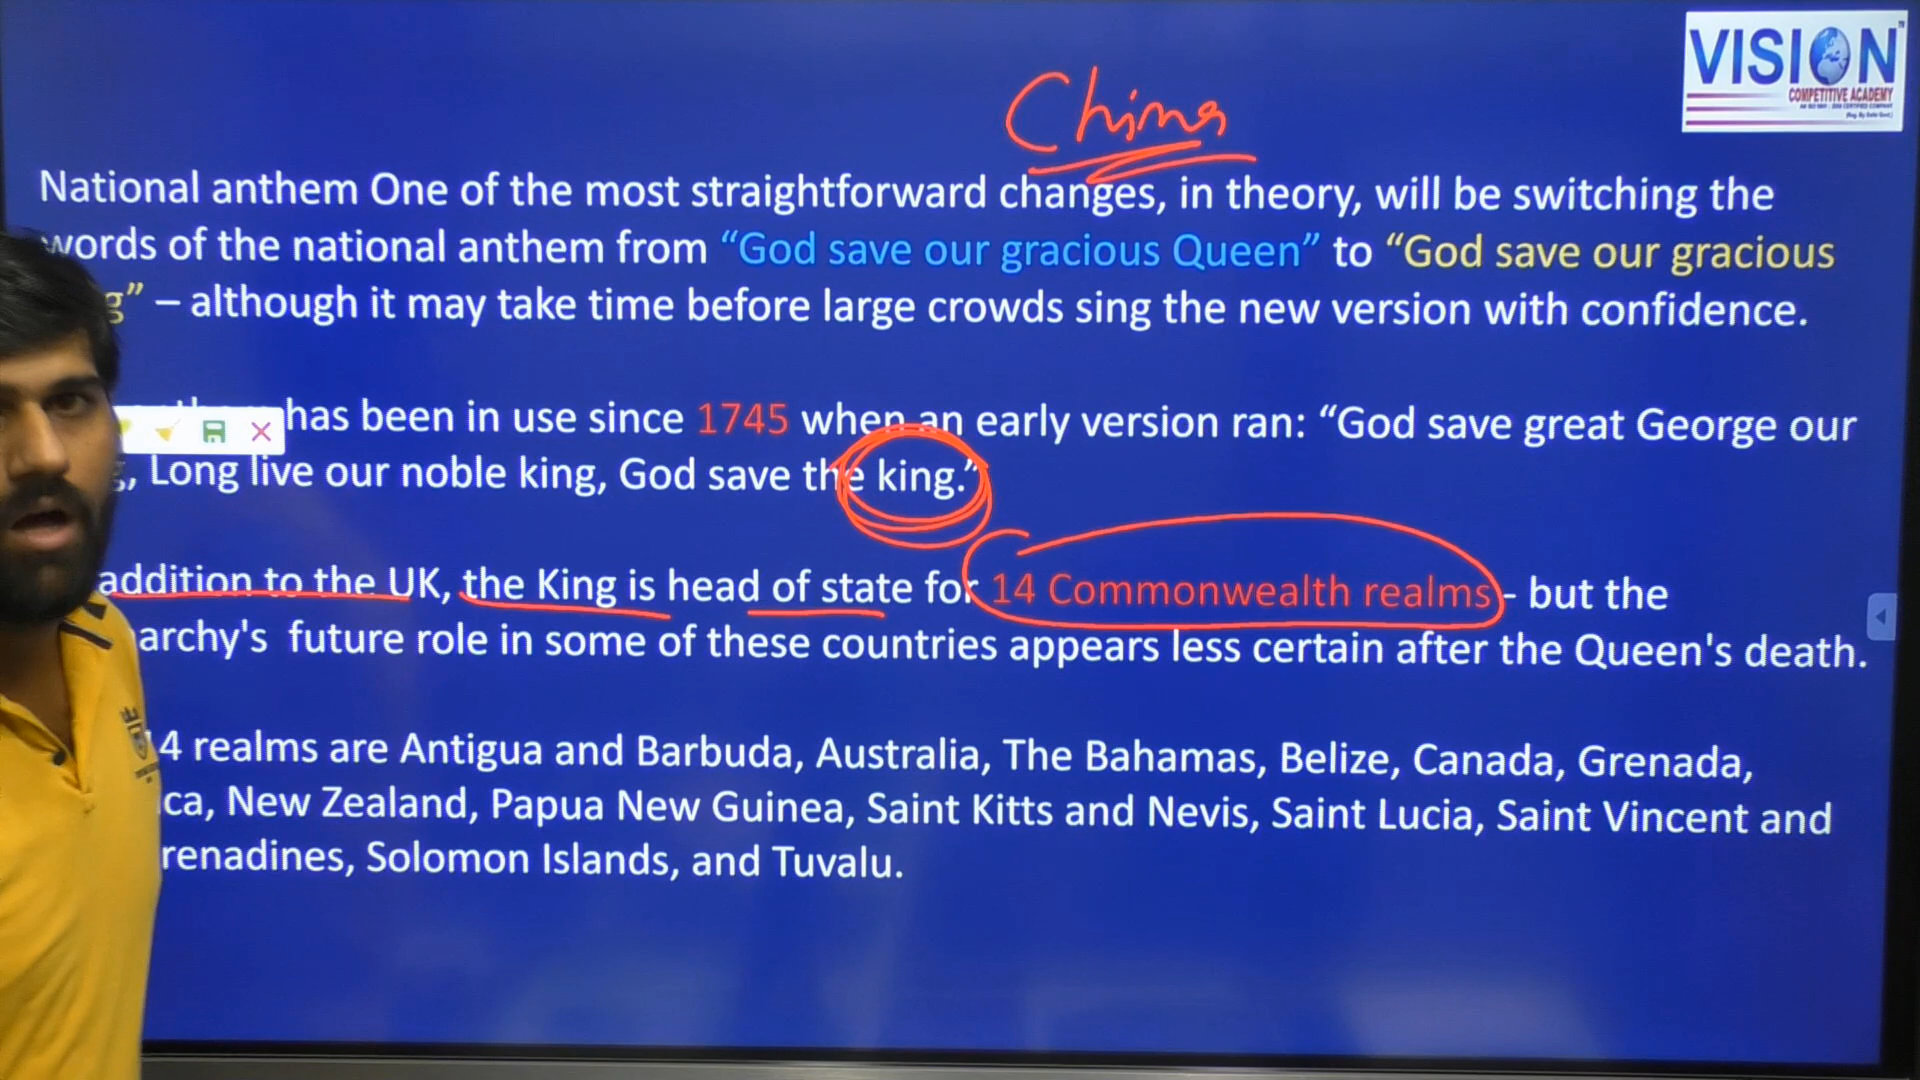 VISION
COMPETITIVE ACADEMY
China
National anthem One of the most straightforward changes, in theory, will be switching the
words of the national anthem from “God save our gracious Queen” to “God save our gracious
g” – although it may take time before large crowds sing the new version with confidence.
has been in use since 1745 when an early version ran: “God save great George our
, Long live our noble king, God save the king.”
addition to the UK, the King is head of state for 14 Commonwealth realms - but the
archy's future role in some of these countries appears less certain after the Queen's death.
14 realms are Antigua and Barbuda, Australia, The Bahamas, Belize, Canada, Grenada,
ca, New Zealand, Papua New Guinea, Saint Kitts and Nevis, Saint Lucia, Saint Vincent and
renadines, Solomon Islands, and Tuvalu.